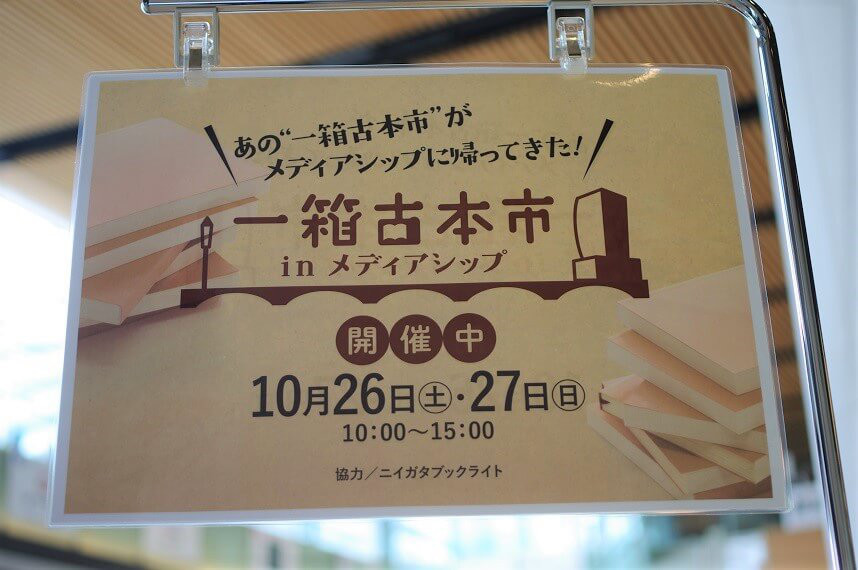 あの“一箱古本市”が
メディアシップに帰ってきた!
一箱古本市
in メディアシップ
開催中
10月26日㊏・27日㊐
10:00〜15:00
協力/ニイガタブックライト